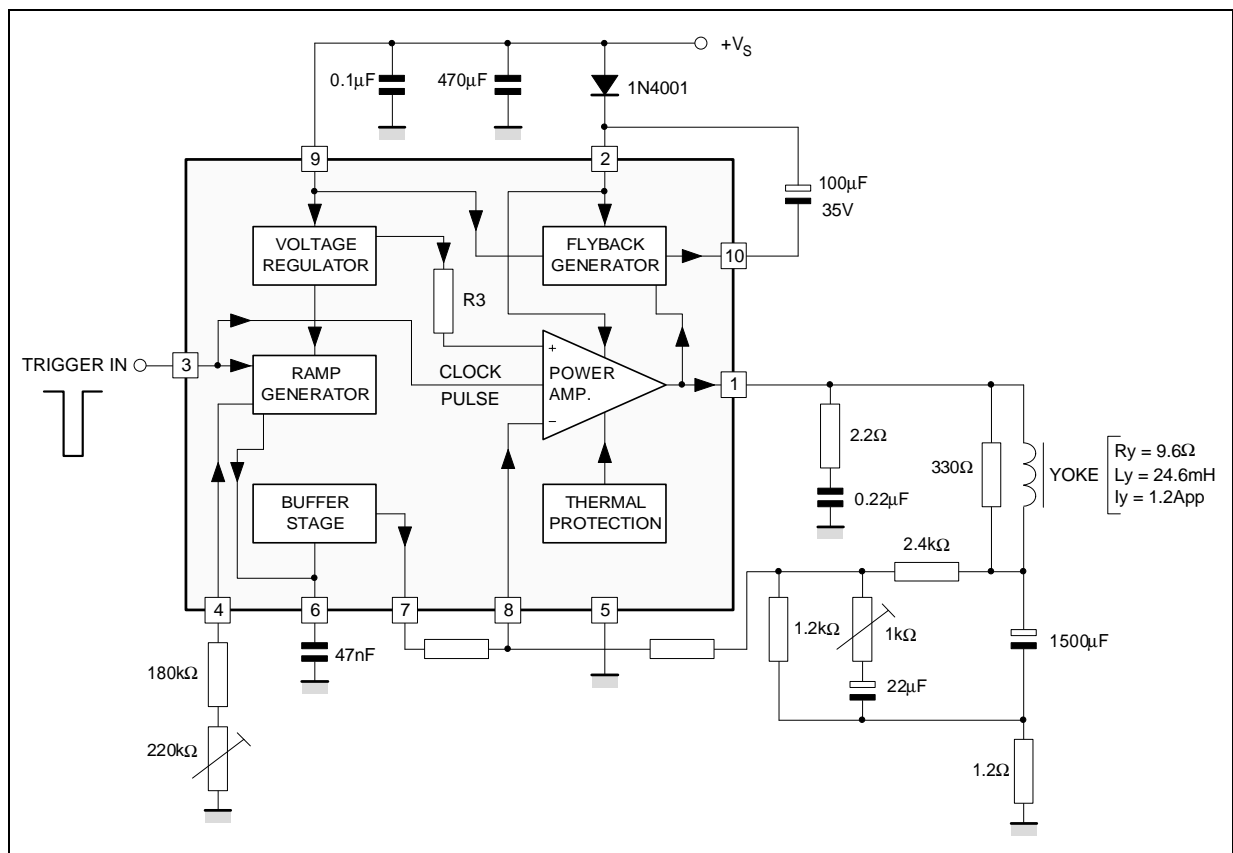 +VS
0.1µF
470µF
1N4001
9
2
100µF
35V
VOLTAGE
REGULATOR
FLYBACK
GENERATOR
10
R3
TRIGGER IN
3
RAMP
GENERATOR
CLOCK
PULSE
+
POWER
AMP.
−
1
2.2Ω
330Ω
YOKE
Ry = 9.6Ω
Ly = 24.6mH
Iy = 1.2App
BUFFER
STAGE
THERMAL
PROTECTION
0.22µF
2.4kΩ
4
6
7
8
5
1.2kΩ
1kΩ
1500µF
47nF
180kΩ
22µF
220kΩ
1.2Ω